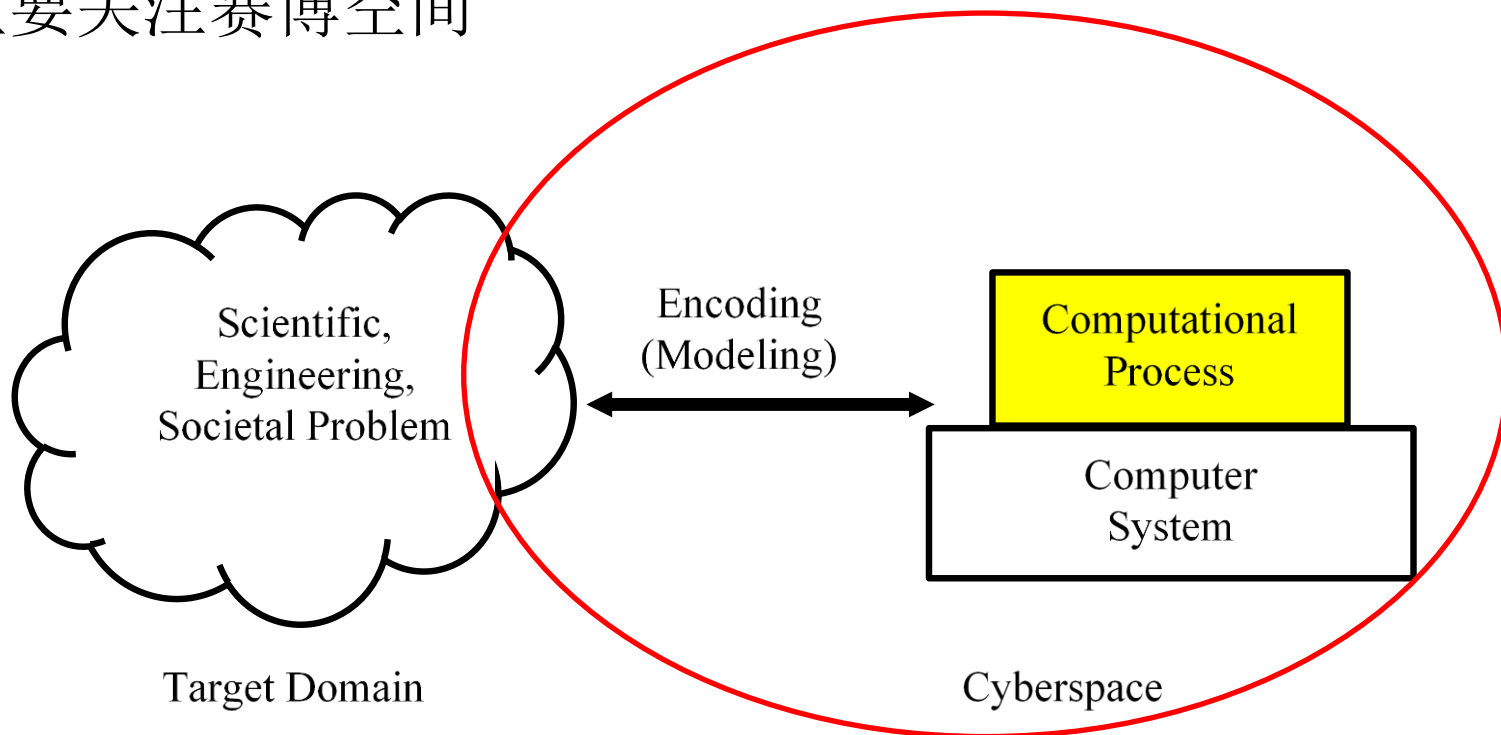 要关注赛博空间
Scientific,
Engineering,
Societal Problem
Encoding
(Modeling)
Computational
Process
Computer
System
Target Domain
Cyberspace